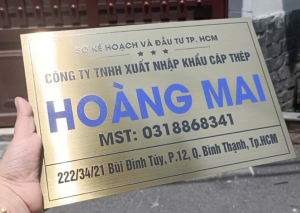 SỞ KẾ HOẠCH VÀ ĐẦU TƯ TP. HCM
CÔNG TY TNHH XUẤT NHẬP KHẨU CÁP THÉP
HOÀNG MAI
MST: 0318868341
222/34/21 Bùi Đình Túy, P.12, Q. Bình Thạnh, Tp.HCM